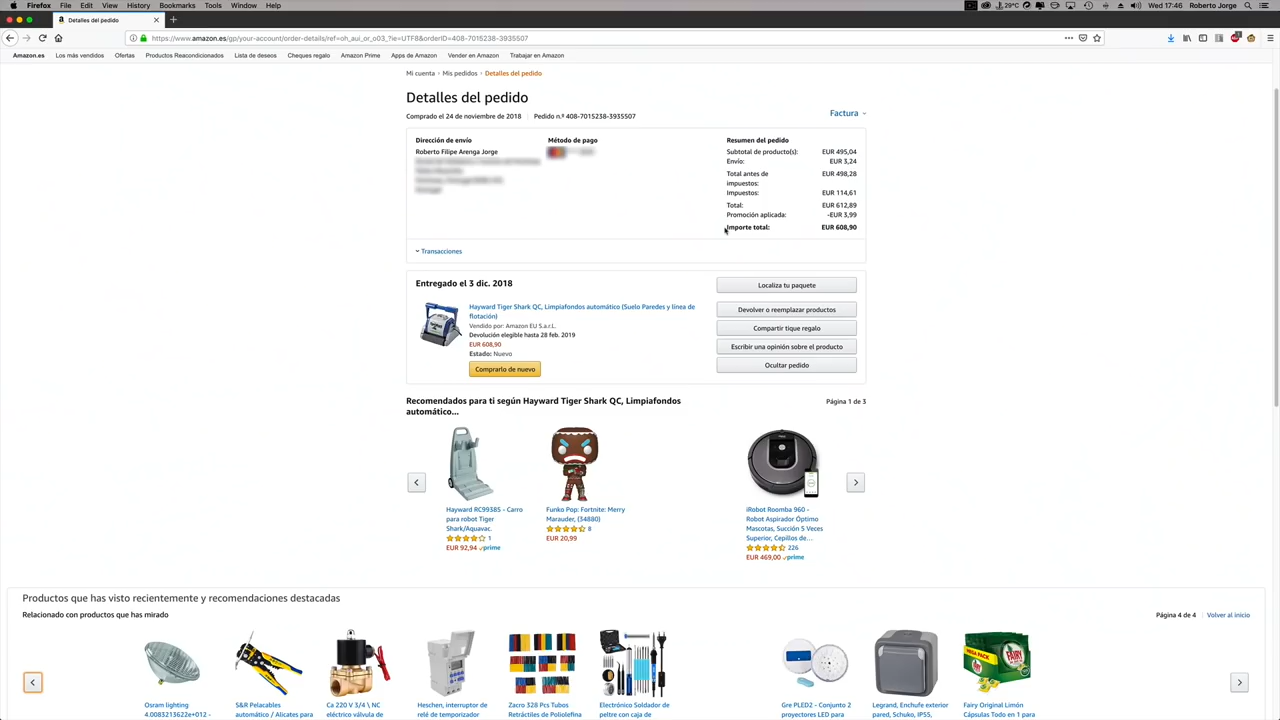 Firefox File Edit View History Bookmarks Tools Window Help 29°C Wed 17:46 Roberto Jorge
Detalles del pedido
https://www.amazon.es/gp/your-account/order-details/ref=oh_aui_or_o03_?ie=UTF8&orderID=408-7015238-3935507
Amazon.es Los más vendidos Ofertas Productos Reacondicionados Lista de deseos Cheques regalo Amazon Prime Apps de Amazon Vender en Amazon Trabajar en Amazon
Mi cuenta › Mis pedidos › Detalles del pedido
Detalles del pedido
Comprado el 24 de noviembre de 2018 Pedido n.º 408-7015238-3935507
Factura
Dirección de envío
Roberto Filipe Arenga Jorge
Método de pago
Resumen del pedido
Subtotal de producto(s): EUR 495,04
Envío: EUR 3,24
Total antes de
impuestos: EUR 498,28
Impuestos: EUR 114,61
Total: EUR 612,89
Promoción aplicada: -EUR 3,99
Importe total: EUR 608,90
Transacciones
Entregado el 3 dic. 2018
Hayward Tiger Shark QC, Limpiafondos automático (Suelo Paredes y línea de
flotación)
Vendido por: Amazon EU S.a.r.L.
Devolución elegible hasta 28 feb. 2019
EUR 608,90
Estado: Nuevo
Comprarlo de nuevo
Localiza tu paquete
Devolver o reemplazar productos
Compartir tique regalo
Escribir una opinión sobre el producto
Ocultar pedido
Recomendados para ti según Hayward Tiger Shark QC, Limpiafondos
automático...
Página 1 de 3
Hayward RC99385 - Carro
para robot Tiger
Shark/Aquavac.
1
EUR 92,94 prime
Funko Pop: Fortnite: Merry
Marauder, (34880)
8
EUR 20,99
iRobot Roomba 960 -
Robot Aspirador Óptimo
Mascotas, Succión 5 Veces
Superior, Cepillos de...
226
EUR 469,00 prime
Productos que has visto recientemente y recomendaciones destacadas
Relacionado con productos que has mirado
Página 4 de 4 Volver al inicio
Osram lighting
4.0083213622e+012 -
S&R Pelacables
automático / Alicates para
Ca 220 V 3/4 \ NC
eléctrico válvula de
Heschen, interruptor de
relé de temporizador
Zacro 328 Pcs Tubos
Retráctiles de Poliolefina
Electrónico Soldador de
peltre con caja de
Gre PLED2 - Conjunto 2
proyectores LED para
Legrand, Enchufe exterior
pared, Schuko, IP55,
Fairy Original Limón
Cápsulas Todo en 1 para